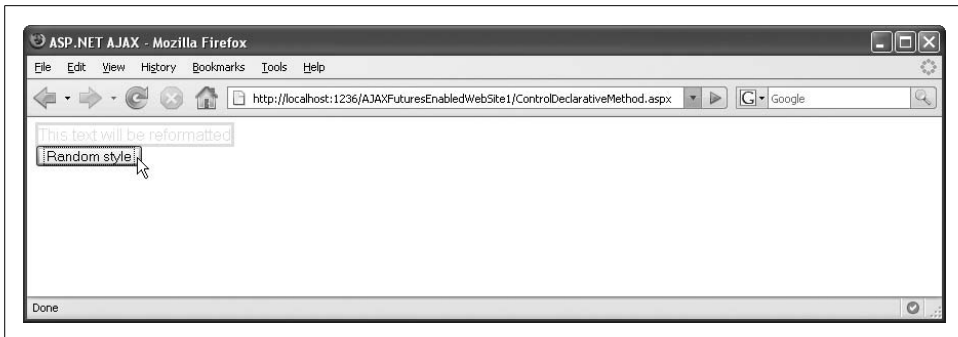 ASP.NET AJAX - Mozilla Firefox
File Edit View History Bookmarks Tools Help
http://localhost:1236/AJAXFuturesEnabledWebSite1/ControlDeclarativeMethod.aspx G Google
This text will be reformatted
Random style
Done